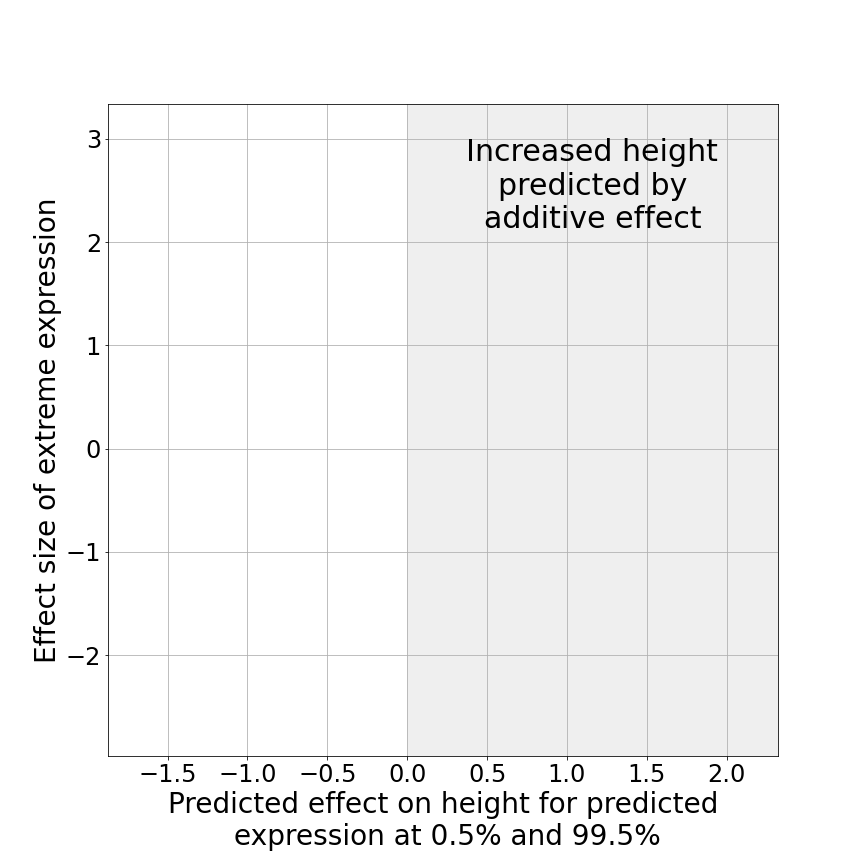 Increased height
predicted by
additive effect
Effect size of extreme expression
3
2
1
0
−1
−2
−1.5 −1.0 −0.5 0.0 0.5 1.0 1.5 2.0
Predicted effect on height for predicted
expression at 0.5% and 99.5%